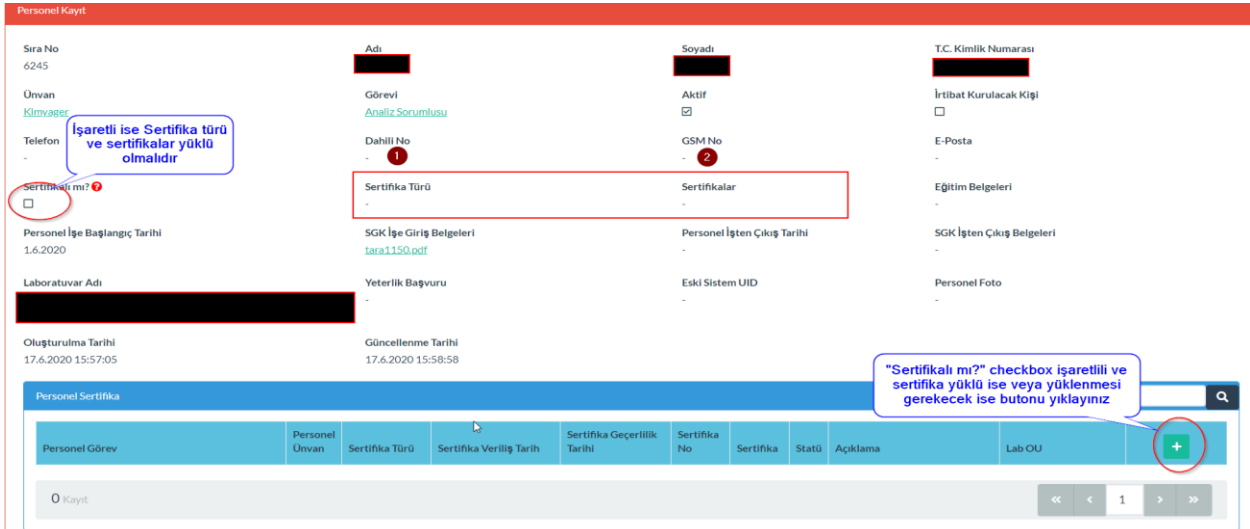 Personel Kayıt
Sıra No
6245
Adı
Soyadı
T.C. Kimlik Numarası
Ünvan
Kimyager
Görevi
Analiz Sorumlusu
Aktif
İrtibat Kurulacak Kişi
İşaretli ise Sertifika türü
ve sertifikalar yüklü
olmalıdır
Telefon
-
Dahili No
-
1
GSM No
-
2
E-Posta
-
Sertifikalı mı? ?
Sertifika Türü
-
Sertifikalar
-
Eğitim Belgeleri
-
Personel İşe Başlangıç Tarihi
1.6.2020
SGK İşe Giriş Belgeleri
tara1150.pdf
Personel İşten Çıkış Tarihi
-
SGK İşten Çıkış Belgeleri
-
Laboratuvar Adı
Yeterlik Başvuru
-
Eski Sistem UID
-
Personel Foto
-
Oluşturulma Tarihi
17.6.2020 15:57:05
Güncellenme Tarihi
17.6.2020 15:58:58
"Sertifikalı mı?" checkbox işaretlili ve
sertifika yüklü ise veya yüklenmesi
gerekecek ise butonu yıklayınız
Personel Sertifika
Personel Görev
Personel Ünvan
Sertifika Türü
Sertifika Veriliş Tarih
Sertifika Geçerlilik Tarihi
Sertifika No
Sertifika
Statü
Açıklama
Lab OU
+
0 Kayıt
« ‹ 1 › »